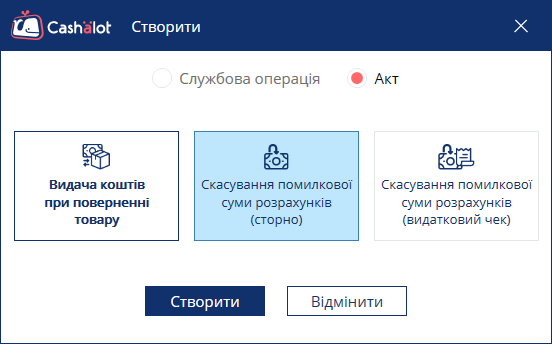 Cashalot Створити
Службова операція Акт
Видача коштів
при поверненні
товару
Скасування помилкової
суми розрахунків
(сторно)
Скасування помилкової
суми розрахунків
(видатковий чек)
Створити Відмінити